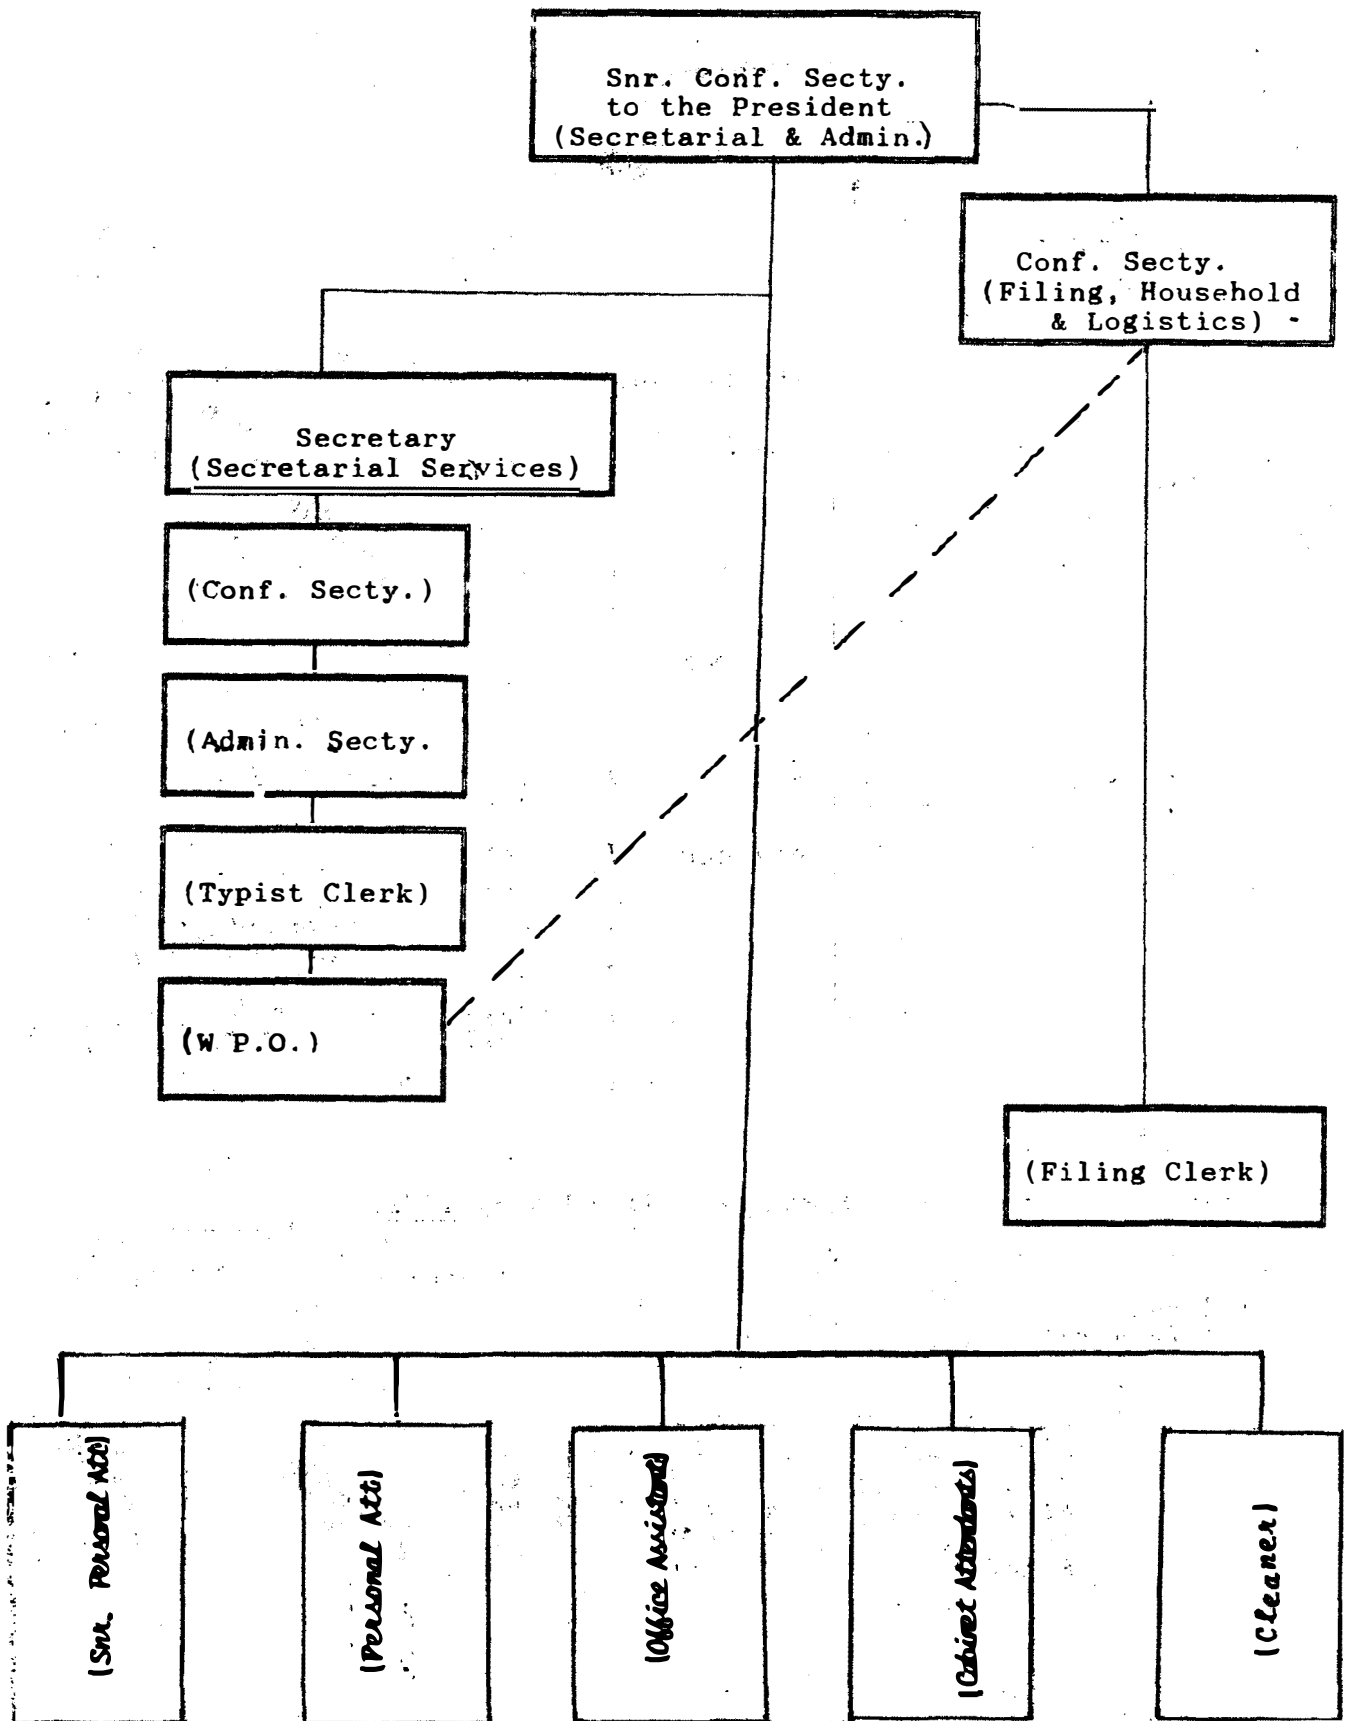 Snr. Conf. Secty.
to the President
(Secretarial & Admin.)
Conf. Secty.
(Filing, Household
& Logistics)
Secretary
(Secretarial Services)
(Conf. Secty.)
(Admin. Secty.
(Typist Clerk)
(W P.O.)
(Filing Clerk)
(Snr. Personal Att)
(Personal Att)
(Office Assistant)
(Cabinet Attendants)
(Cleaner)